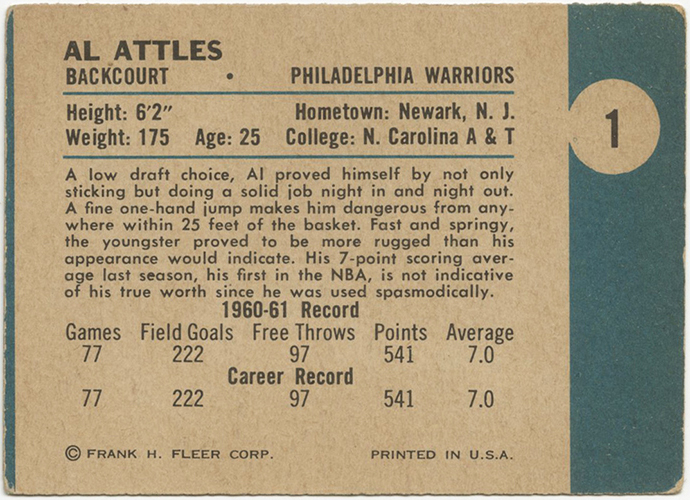 AL ATTLES
BACKCOURT • PHILADELPHIA WARRIORS
Height: 6'2" Hometown: Newark, N. J.
Weight: 175 Age: 25 College: N. Carolina A & T
1
A low draft choice, Al proved himself by not only
sticking but doing a solid job night in and night out.
A fine one-hand jump makes him dangerous from any-
where within 25 feet of the basket. Fast and springy,
the youngster proved to be more rugged than his
appearance would indicate. His 7-point scoring aver-
age last season, his first in the NBA, is not indicative
of his true worth since he was used spasmodically.
1960-61 Record
Games Field Goals Free Throws Points Average
77 222 97 541 7.0
Career Record
77 222 97 541 7.0
© FRANK H. FLEER CORP. PRINTED IN U.S.A.